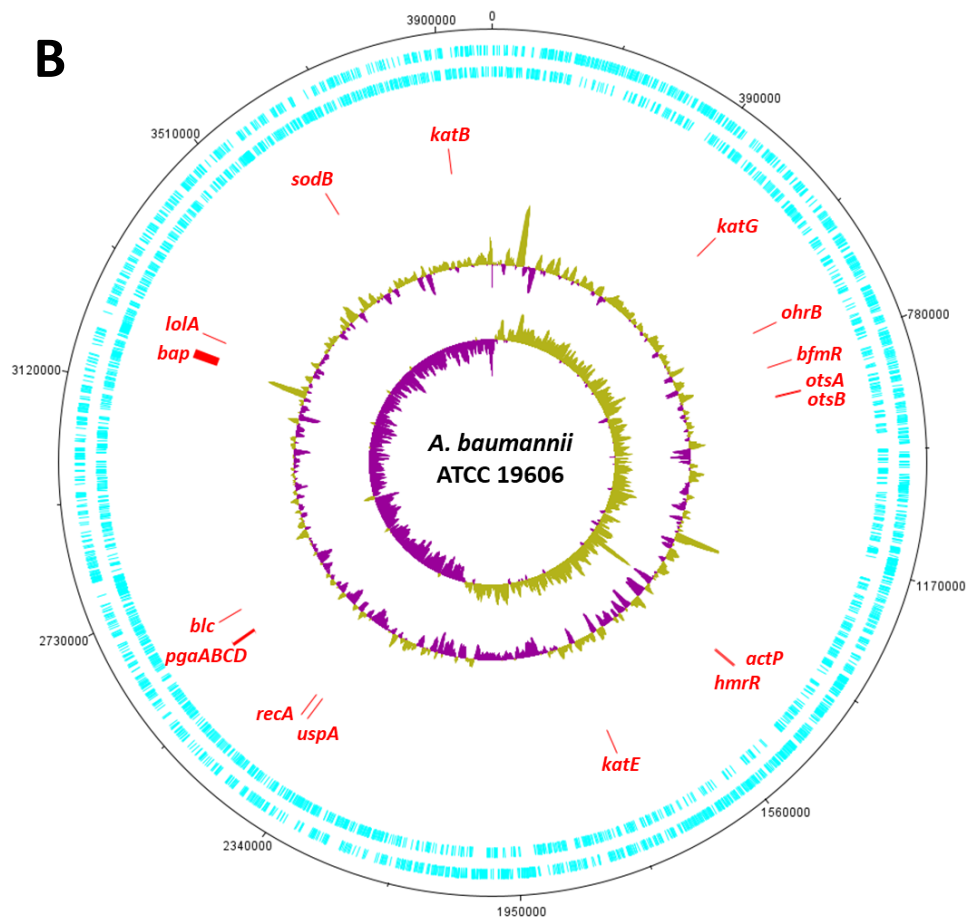 B
3900000
0
390000
3510000
katB
sodB
katG
ohrB
780000
lolA
bap
bfmR
otsA
otsB
3120000
A. baumannii
ATCC 19606
1170000
blc
2730000
pgaABCD
actP
hmrR
recA
uspA
katE
1560000
2340000
1950000